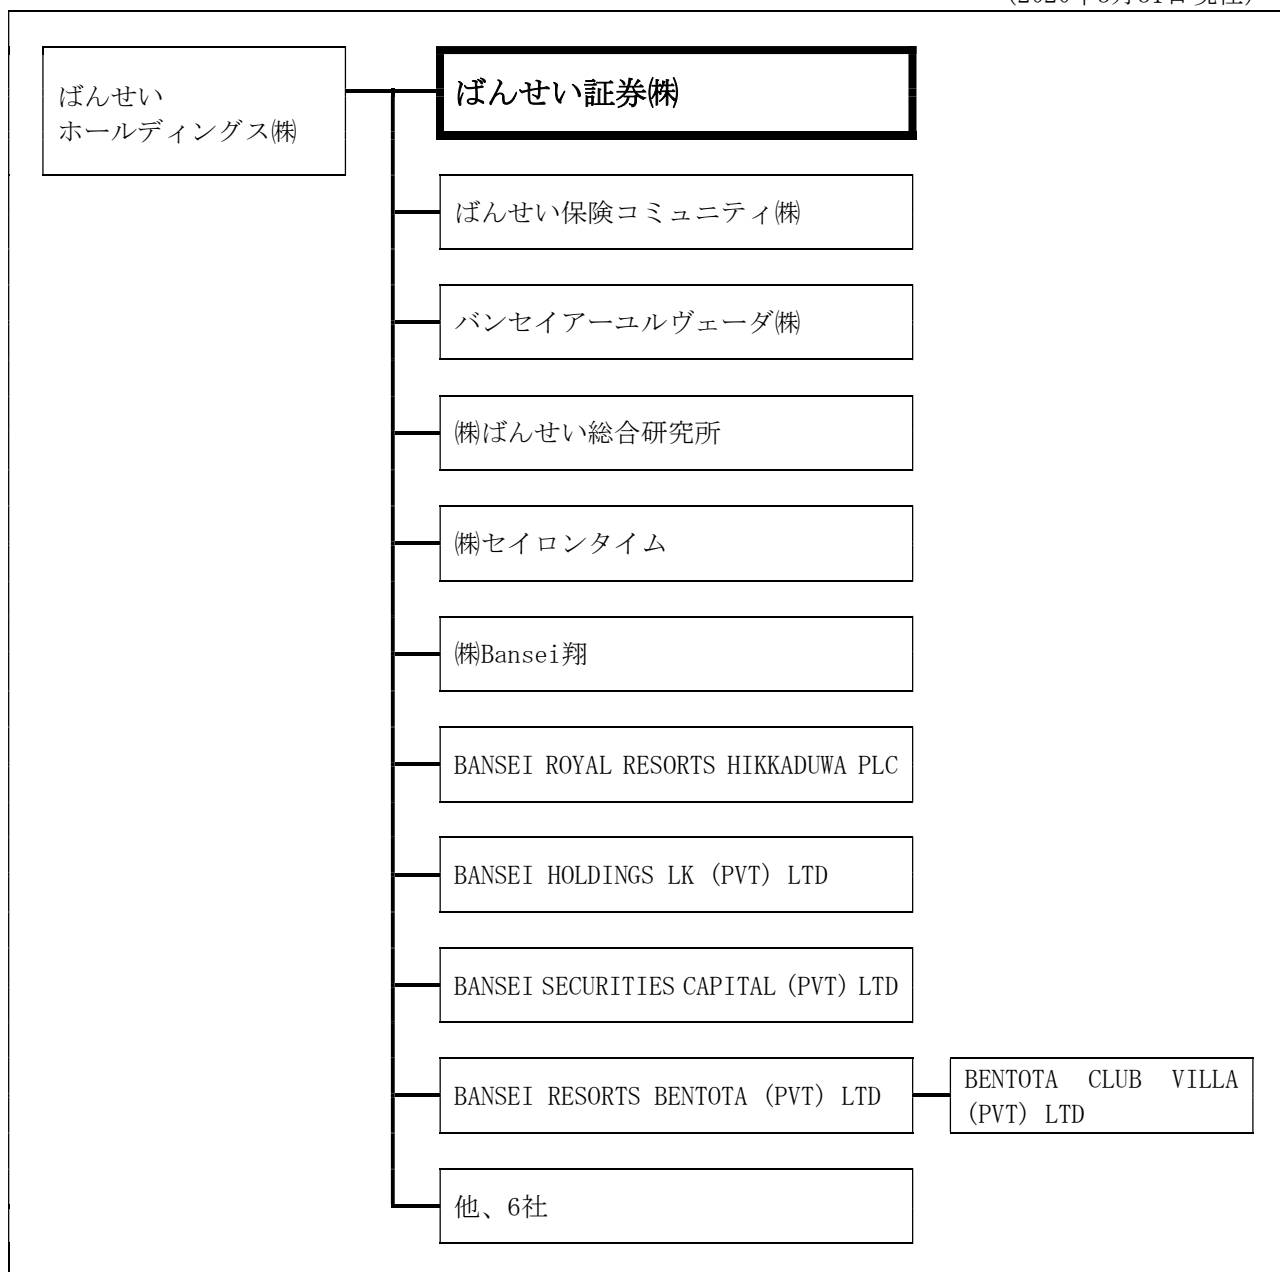 ばんせい
ホールディングス㈱
ばんせい証券㈱
ばんせい保険コミュニティ㈱
バンセイアーユルヴェーダ㈱
㈱ばんせい総合研究所
㈱セイロンタイム
㈱Bansei翔
BANSEI ROYAL RESORTS HIKKADUWA PLC
BANSEI HOLDINGS LK (PVT) LTD
BANSEI SECURITIES CAPITAL (PVT) LTD
BANSEI RESORTS BENTOTA (PVT) LTD
BENTOTA CLUB VILLA
(PVT) LTD
他、6社